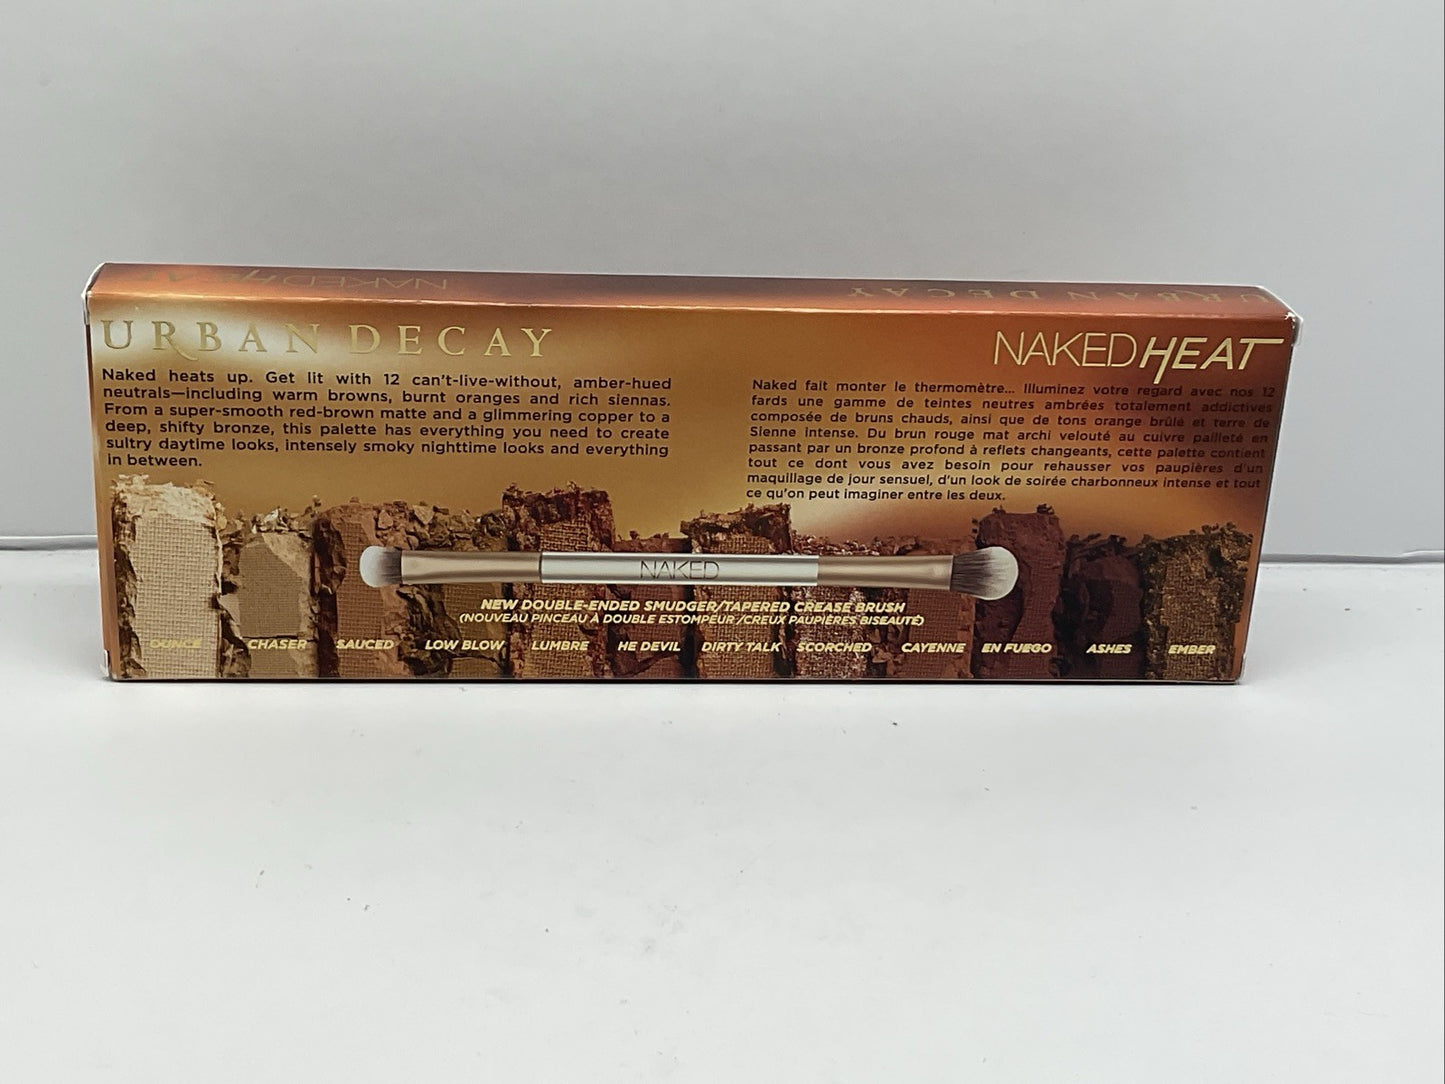 NAKEDHEAT
URBAN DECAY
URBAN DECAY
NAKEDHEAT
Naked heats up. Get lit with 12 can't-live-without, amber-hued
neutrals—including warm browns, burnt oranges and rich siennas.
From a super-smooth red-brown matte and a glimmering copper to a
deep, shifty bronze, this palette has everything you need to create
sultry daytime looks, intensely smoky nighttime looks and everything
in between.
Naked fait monter le thermomètre... Illuminez votre regard avec nos 12
fards une gamme de teintes neutres ambrées totalement addictives
composée de bruns chauds, ainsi que de tons orange brûlé et terre de
Sienne intense. Du brun rouge mat archi velouté au cuivre pailleté en
passant par un bronze profond à reflets changeants, cette palette contient
tout ce dont vous avez besoin pour rehausser vos paupières d'un
maquillage de jour sensuel, d'un look de soirée charbonneux intense et tout
ce qu'on peut imaginer entre les deux.
NAKED
NEW DOUBLE-ENDED SMUDGER/TAPERED CREASE BRUSH
(NOUVEAU PINCEAU À DOUBLE ESTOMPEUR /CREUX PAUPIÈRES BISEAUTÉ)
OUNCE CHASER SAUCED LOW BLOW LUMBRE HE DEVIL DIRTY TALK SCORCHED CAYENNE EN FUEGO ASHES EMBER